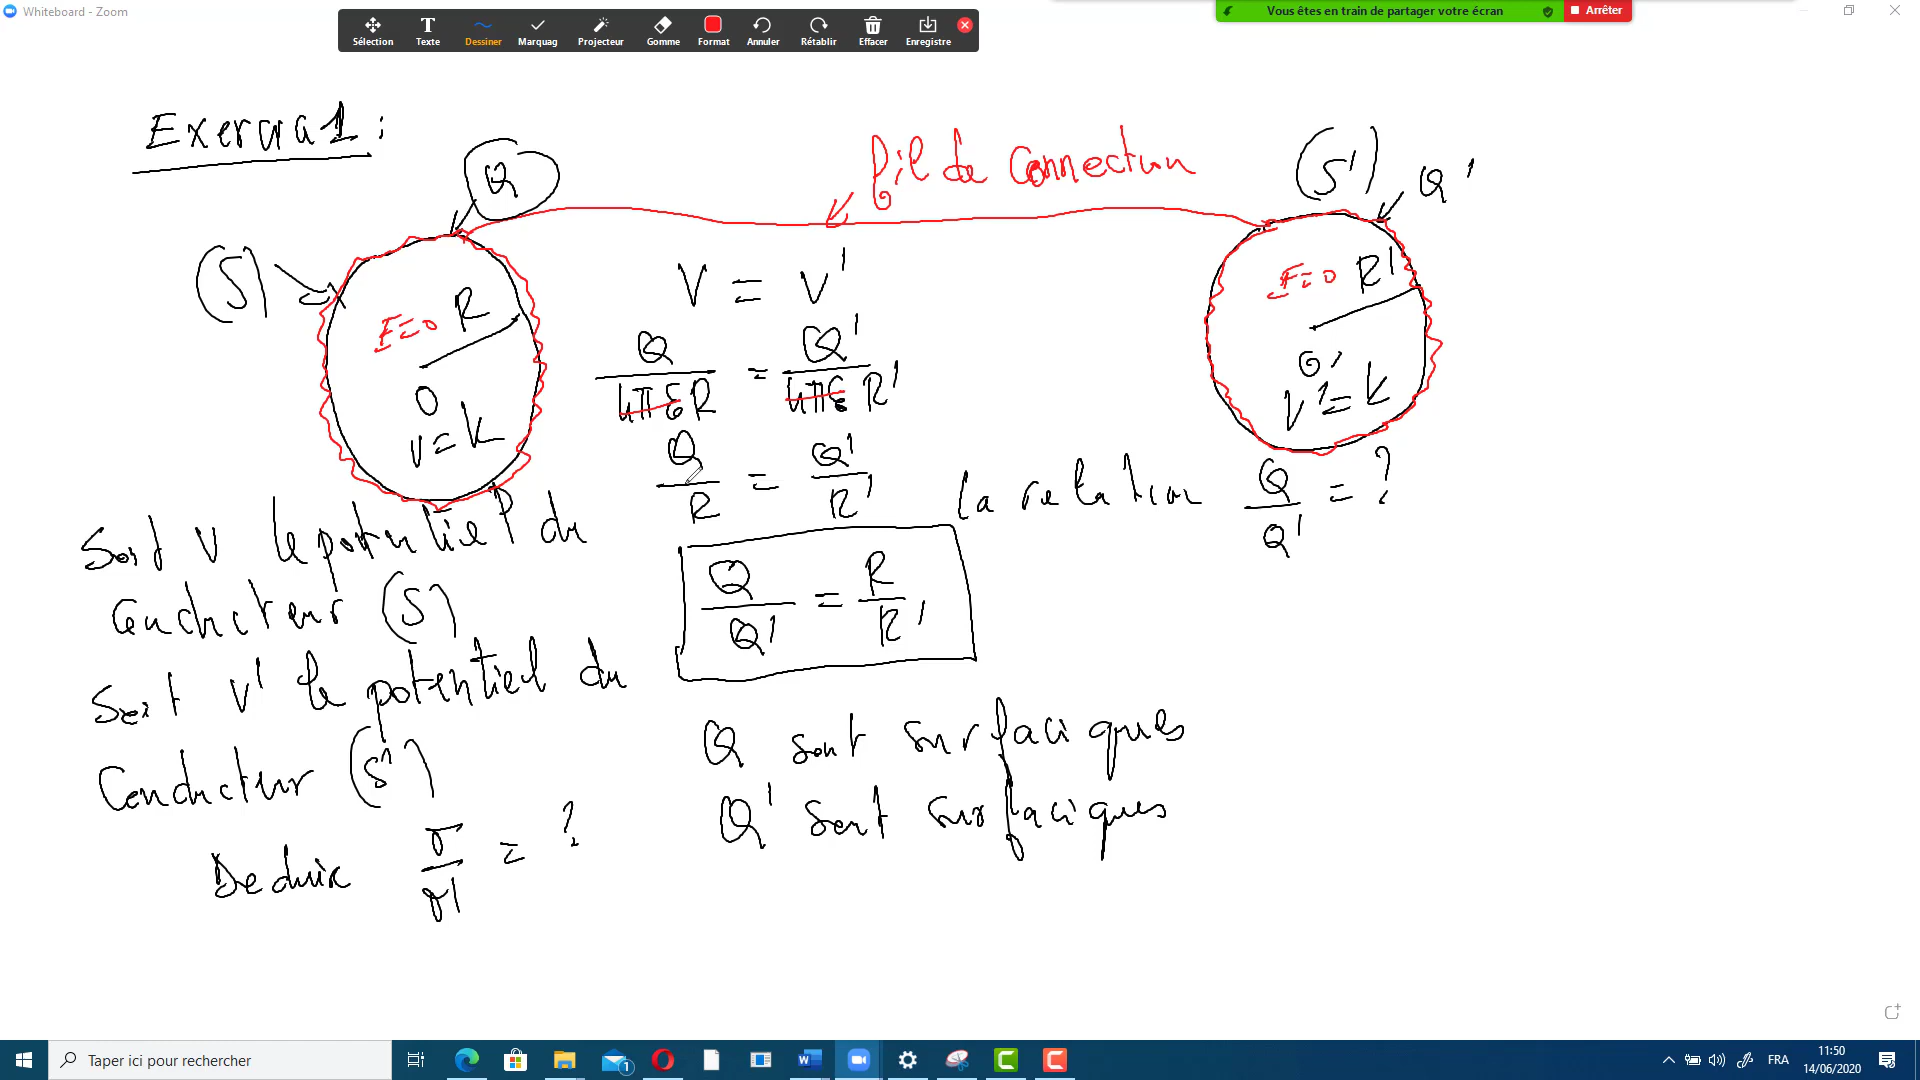 Whiteboard - Zoom
Vous êtes en train de partager votre écran
Arrêter
Sélection Texte Dessiner Marquag Projecteur Gomme Format Annuler Rétablir Effacer Enregistre
Exercice 1 :
Q
fil de connection
(S')
Q'
(S)
E=0 R
O
V=K
E=0 R'
O'
V'=K
V = V'
Q/4πεR = Q'/4πεR'
Q/R = Q'/R'
la relation Q/Q' = ?
Q/Q' = R/R'
Soit V le potentiel du
conducteur (S)
Soit V' le potentiel du
conducteur (S')
Deduire σ/σ' = ?
Q sont surfaciques
Q' sont surfaciques
Taper ici pour rechercher
1
FRA
11:50
14/06/2020